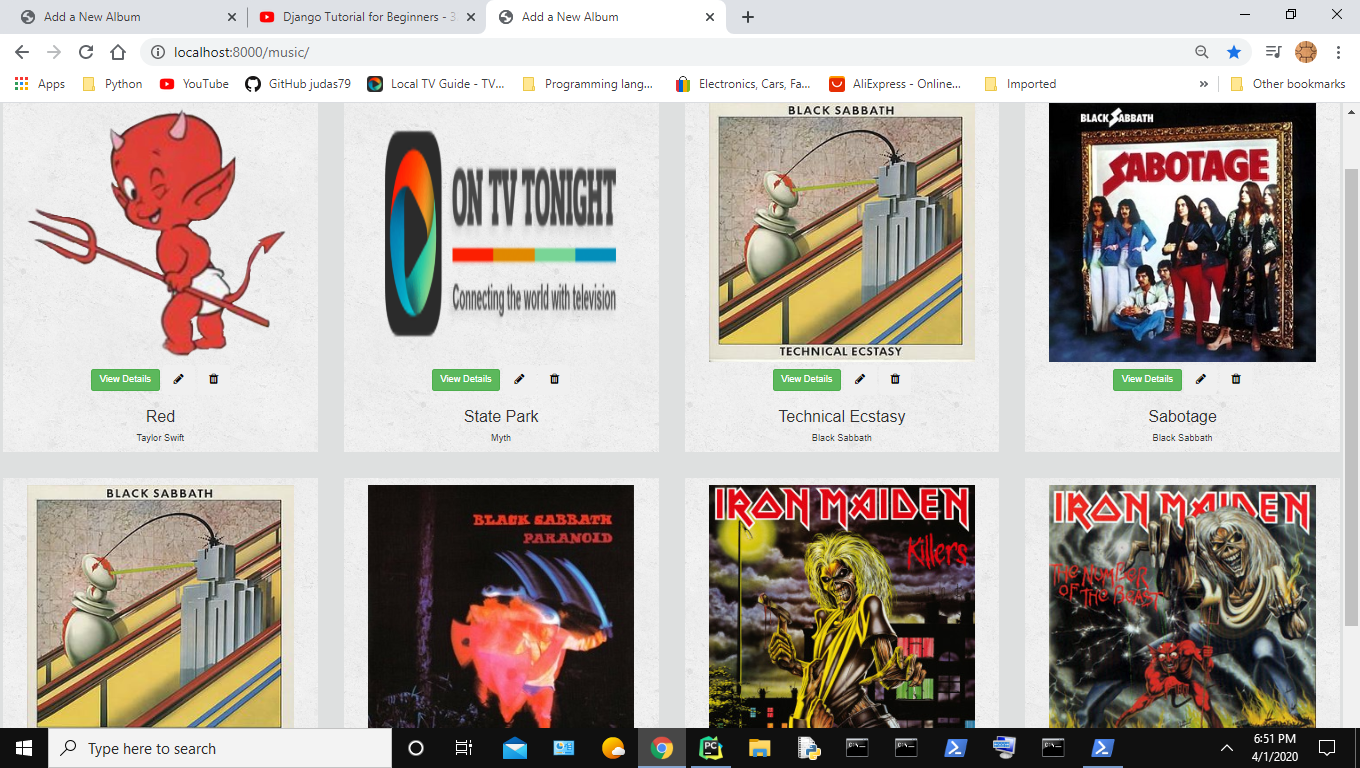 Add a New Album
Django Tutorial for Beginners - 3
Add a New Album
localhost:8000/music/
Apps
Python
YouTube
GitHub judas79
Local TV Guide - TV...
Programming lang...
Electronics, Cars, Fa...
AliExpress - Online...
Imported
»
Other bookmarks
ON TV TONIGHT
Connecting the world with television
BLACK SABBATH
TECHNICAL ECSTASY
BLACK SABBATH
SABOTAGE
View Details
View Details
View Details
View Details
Red
State Park
Technical Ecstasy
Sabotage
Taylor Swift
Myth
Black Sabbath
Black Sabbath
BLACK SABBATH
BLACK SABBATH
PARANOID
IRON MAIDEN
Killers
IRON MAIDEN
THE NUMBER
OF THE BEAST
Type here to search
PC
6:51 PM
4/1/2020